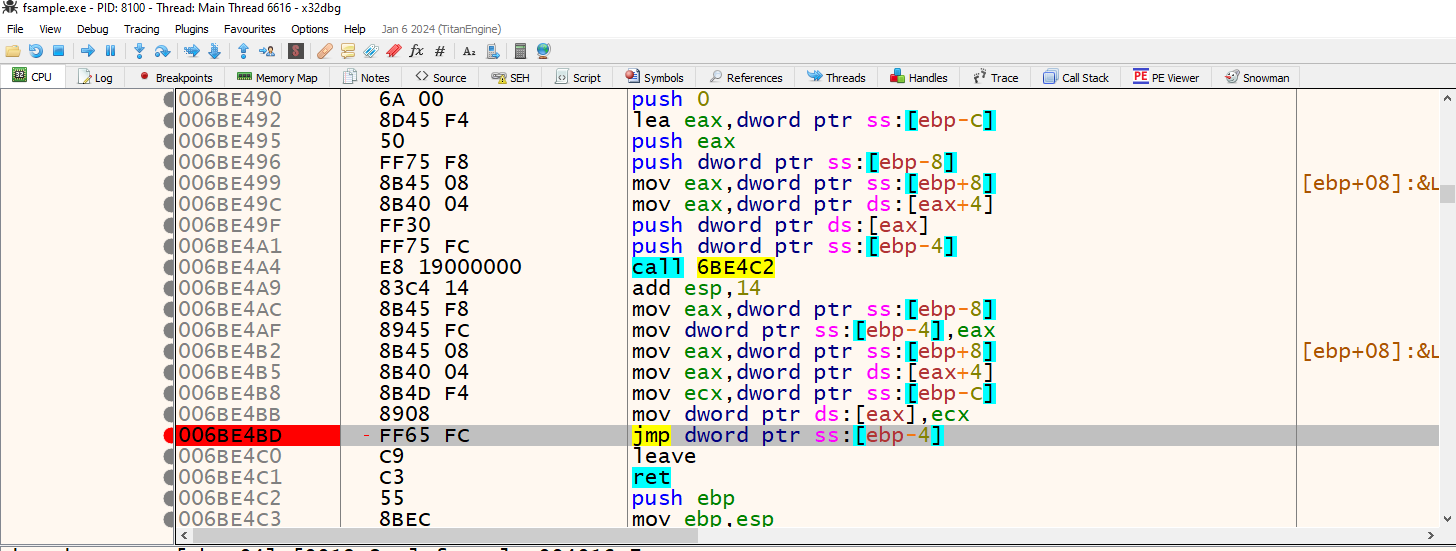 fsample.exe - PID: 8100 - Thread: Main Thread 6616 - x32dbg
File View Debug Tracing Plugins Favourites Options Help Jan 6 2024 (TitanEngine)
CPU Log Breakpoints Memory Map Notes Source SEH Script Symbols References Threads Handles Trace Call Stack PE Viewer Snowman
006BE490 6A 00 push 0
006BE492 8D45 F4 lea eax,dword ptr ss:[ebp-C]
006BE495 50 push eax
006BE496 FF75 F8 push dword ptr ss:[ebp-8]
006BE499 8B45 08 mov eax,dword ptr ss:[ebp+8] [ebp+08]:&L
006BE49C 8B40 04 mov eax,dword ptr ds:[eax+4]
006BE49F FF30 push dword ptr ds:[eax]
006BE4A1 FF75 FC push dword ptr ss:[ebp-4]
006BE4A4 E8 19000000 call 6BE4C2
006BE4A9 83C4 14 add esp,14
006BE4AC 8B45 F8 mov eax,dword ptr ss:[ebp-8]
006BE4AF 8945 FC mov dword ptr ss:[ebp-4],eax
006BE4B2 8B45 08 mov eax,dword ptr ss:[ebp+8] [ebp+08]:&L
006BE4B5 8B40 04 mov eax,dword ptr ds:[eax+4]
006BE4B8 8B4D F4 mov ecx,dword ptr ss:[ebp-C]
006BE4BB 8908 mov dword ptr ds:[eax],ecx
006BE4BD - FF65 FC jmp dword ptr ss:[ebp-4]
006BE4C0 C9 leave
006BE4C1 C3 ret
006BE4C2 55 push ebp
006BE4C3 8BEC mov ebp,esp